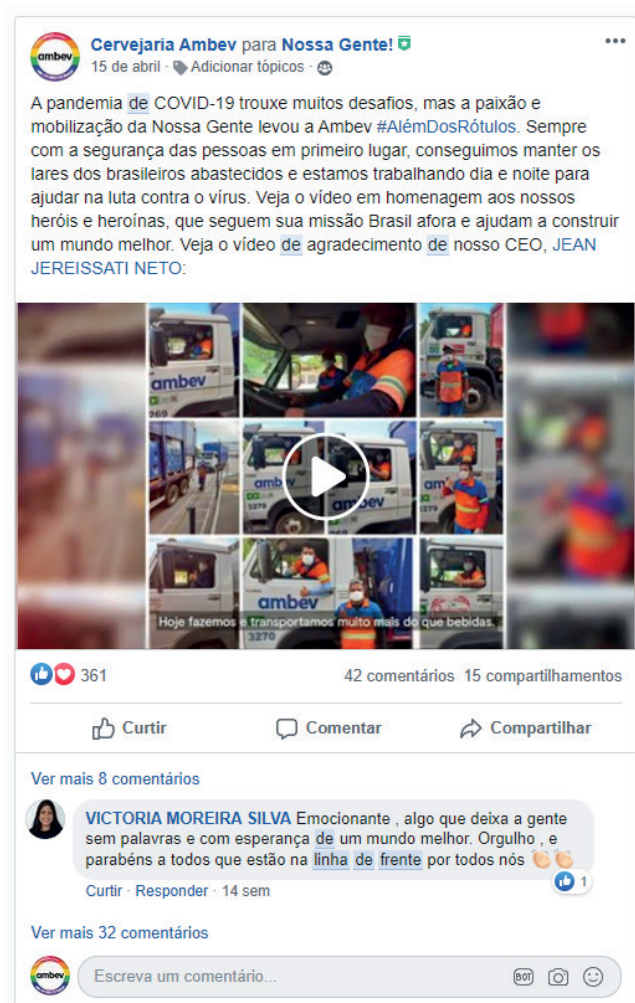 ambev
Cervejaria Ambev para Nossa Gente!
15 de abril · Adicionar tópicos ·
A pandemia de COVID-19 trouxe muitos desafios, mas a paixão e
mobilização da Nossa Gente levou a Ambev #AlémDosRótulos. Sempre
com a segurança das pessoas em primeiro lugar, conseguimos manter os
lares dos brasileiros abastecidos e estamos trabalhando dia e noite para
ajudar na luta contra o vírus. Veja o vídeo em homenagem aos nossos
heróis e heroínas, que seguem sua missão Brasil afora e ajudam a construir
um mundo melhor. Veja o vídeo de agradecimento de nosso CEO, JEAN
JEREISSATI NETO:
ambev
269
ambev
3276
ambev
ambev
3270
Hoje fazemos e transportamos muito mais do que bebidas.
361
42 comentários 15 compartilhamentos
Curtir
Comentar
Compartilhar
Ver mais 8 comentários
VICTORIA MOREIRA SILVA Emocionante , algo que deixa a gente
sem palavras e com esperança de um mundo melhor. Orgulho , e
parabéns a todos que estão na linha de frente por todos nós 👏🏻👏🏻
1
Curtir · Responder · 14 sem
Ver mais 32 comentários
ambev
Escreva um comentário...
BOT